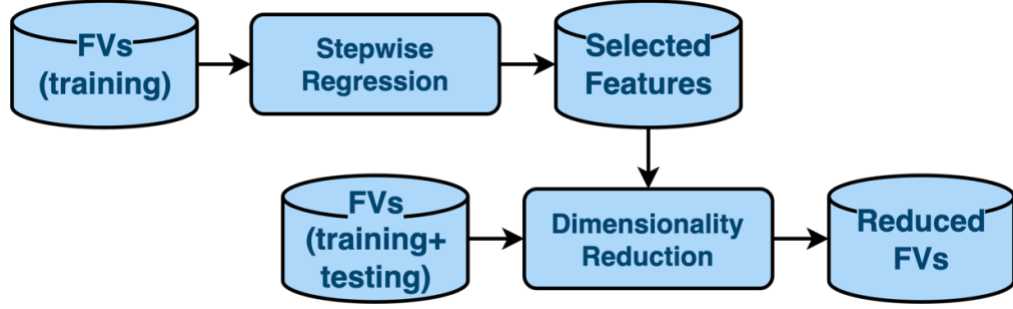 FVs
(training)
Stepwise
Regression
Selected
Features
FVs
(training+
testing)
Dimensionality
Reduction
Reduced
FVs